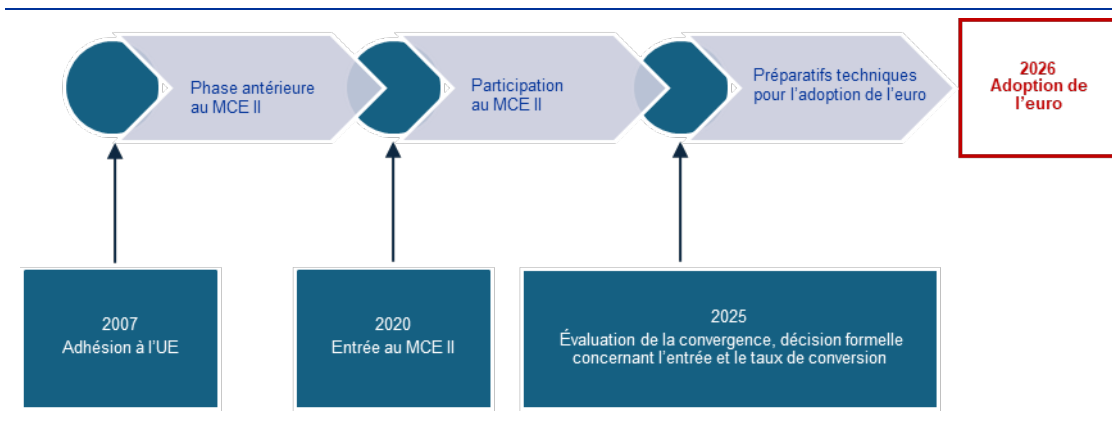 Phase antérieure
au MCE II
Participation
au MCE II
Préparatifs techniques
pour l’adoption de l’euro
2026
Adoption de
l’euro
2007
Adhésion à l’UE
2020
Entrée au MCE II
2025
Évaluation de la convergence, décision formelle
concernant l’entrée et le taux de conversion